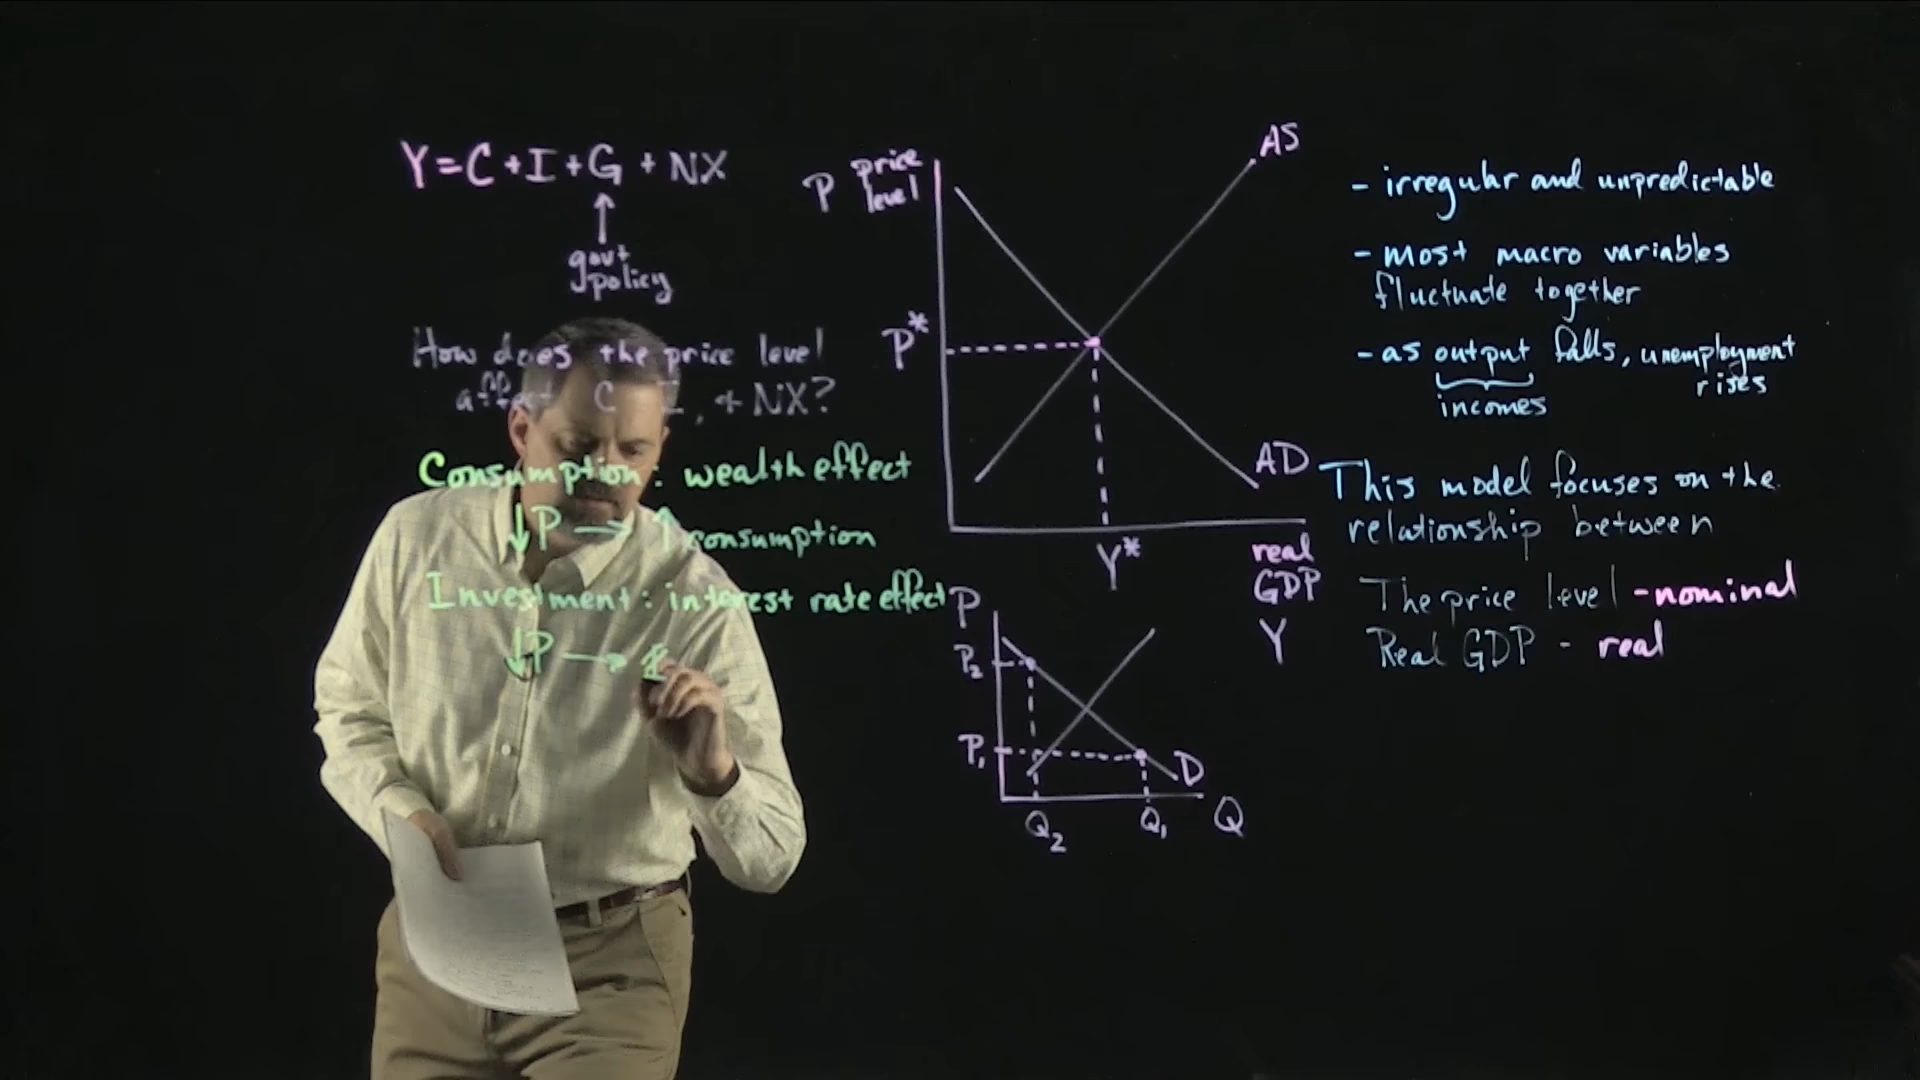 Y = C + I + G + NX
gov't
policy
How does the price level
affect C, I, + NX?
Consumption: wealth effect
↓P → ↑ consumption
Investment: interest rate effect
↓P →
P price
level
AS
P*
AD
Y*
real
GDP
Y
P
P2
P1
D
Q2
Q1
Q
- irregular and unpredictable
- most macro variables
fluctuate together
- as output falls, unemployment
rises
incomes
This model focuses on the
relationship between
The price level - nominal
Real GDP - real